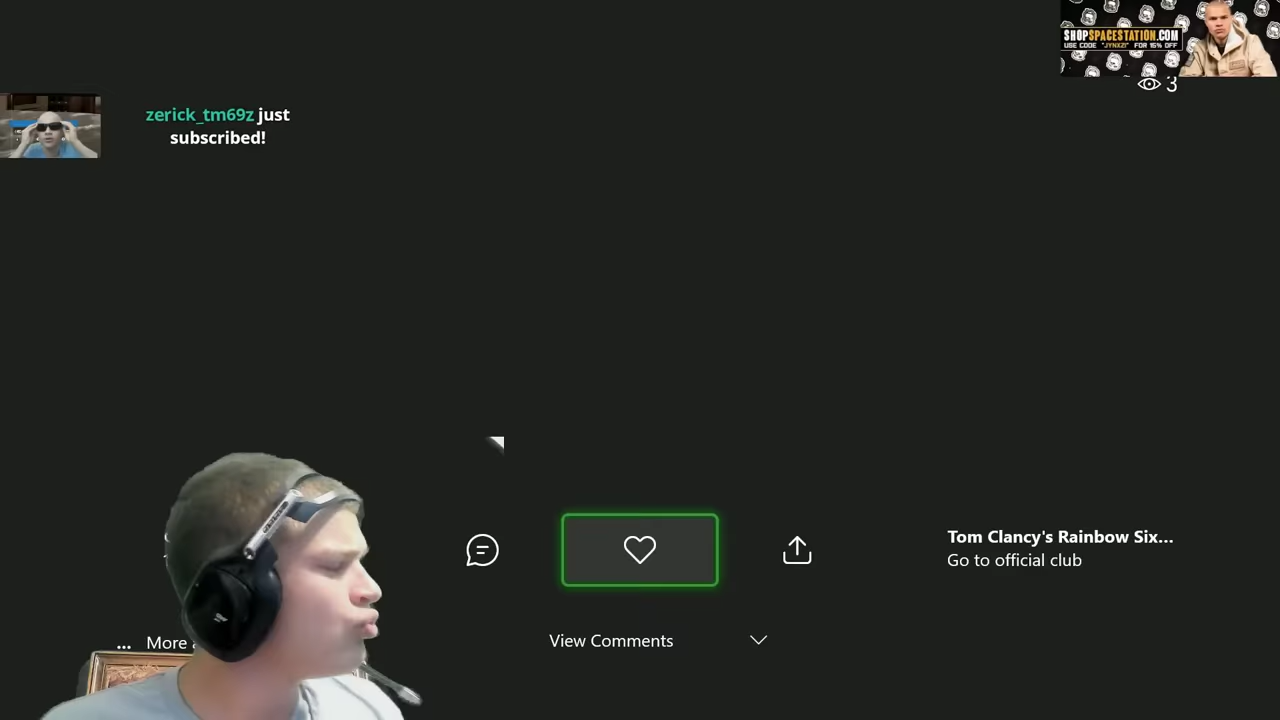 SHOPSPACESTATION.COM
USE CODE "JYNXZI" FOR 15% OFF
3
zerick_tm69z just
subscribed!
Tom Clancy's Rainbow Six...
Go to official club
... More
View Comments